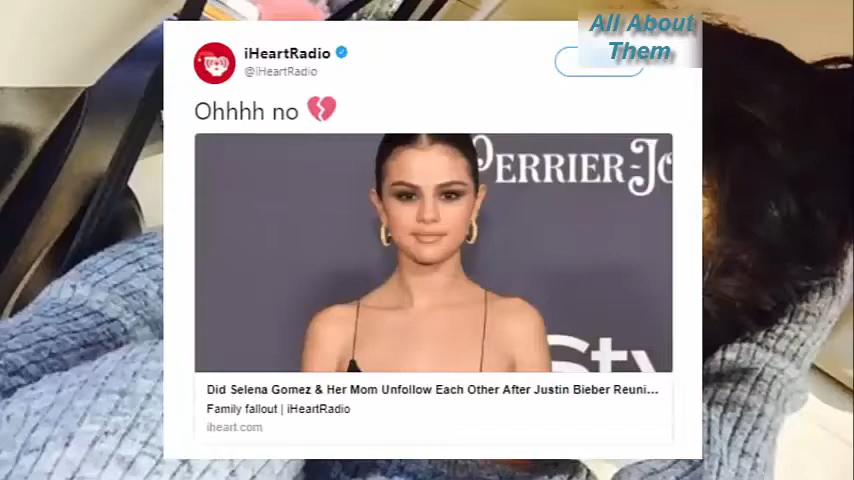 All About
Them
iHeartRadio
@iHeartRadio
Ohhhh no
PERRIER-JO
Sty
Did Selena Gomez & Her Mom Unfollow Each Other After Justin Bieber Reuni...
Family fallout | iHeartRadio
iheart.com